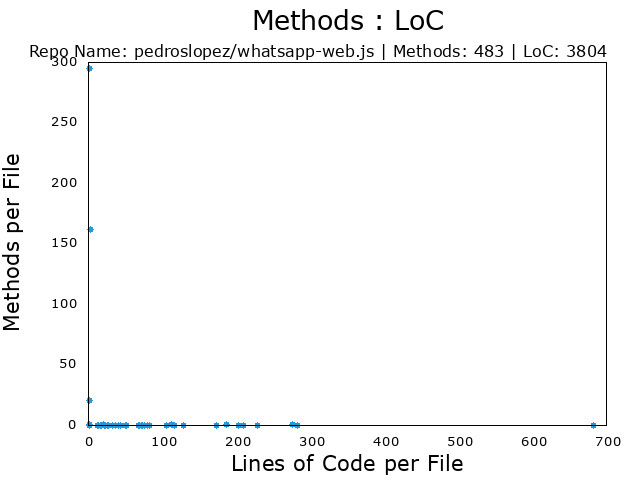 Methods : LoC
Repo Name: pedroslopez/whatsapp-web.js | Methods: 483 | LoC: 3804
300
250
200
150
100
50
0
Methods per File
0 100 200 300 400 500 600 700
Lines of Code per File